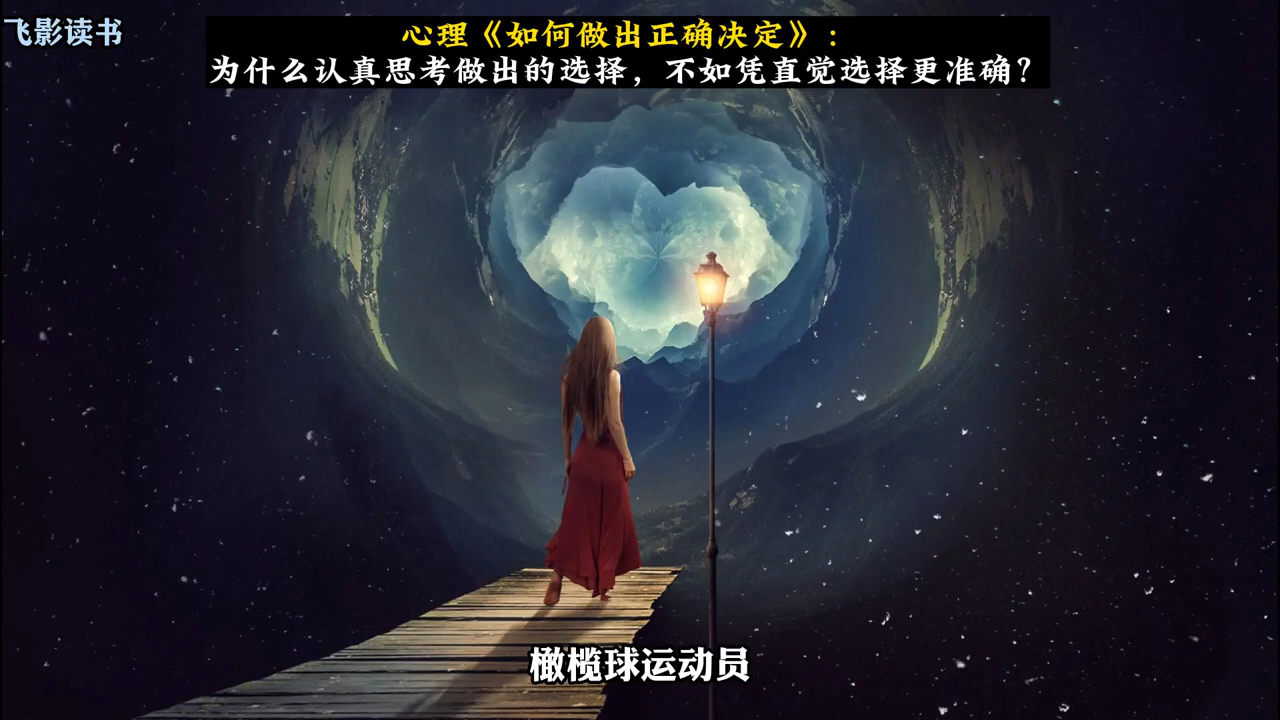 飞影读书
心理《如何做出正确决定》：
为什么认真思考做出的选择，不如凭直觉选择更准确？
橄榄球运动员